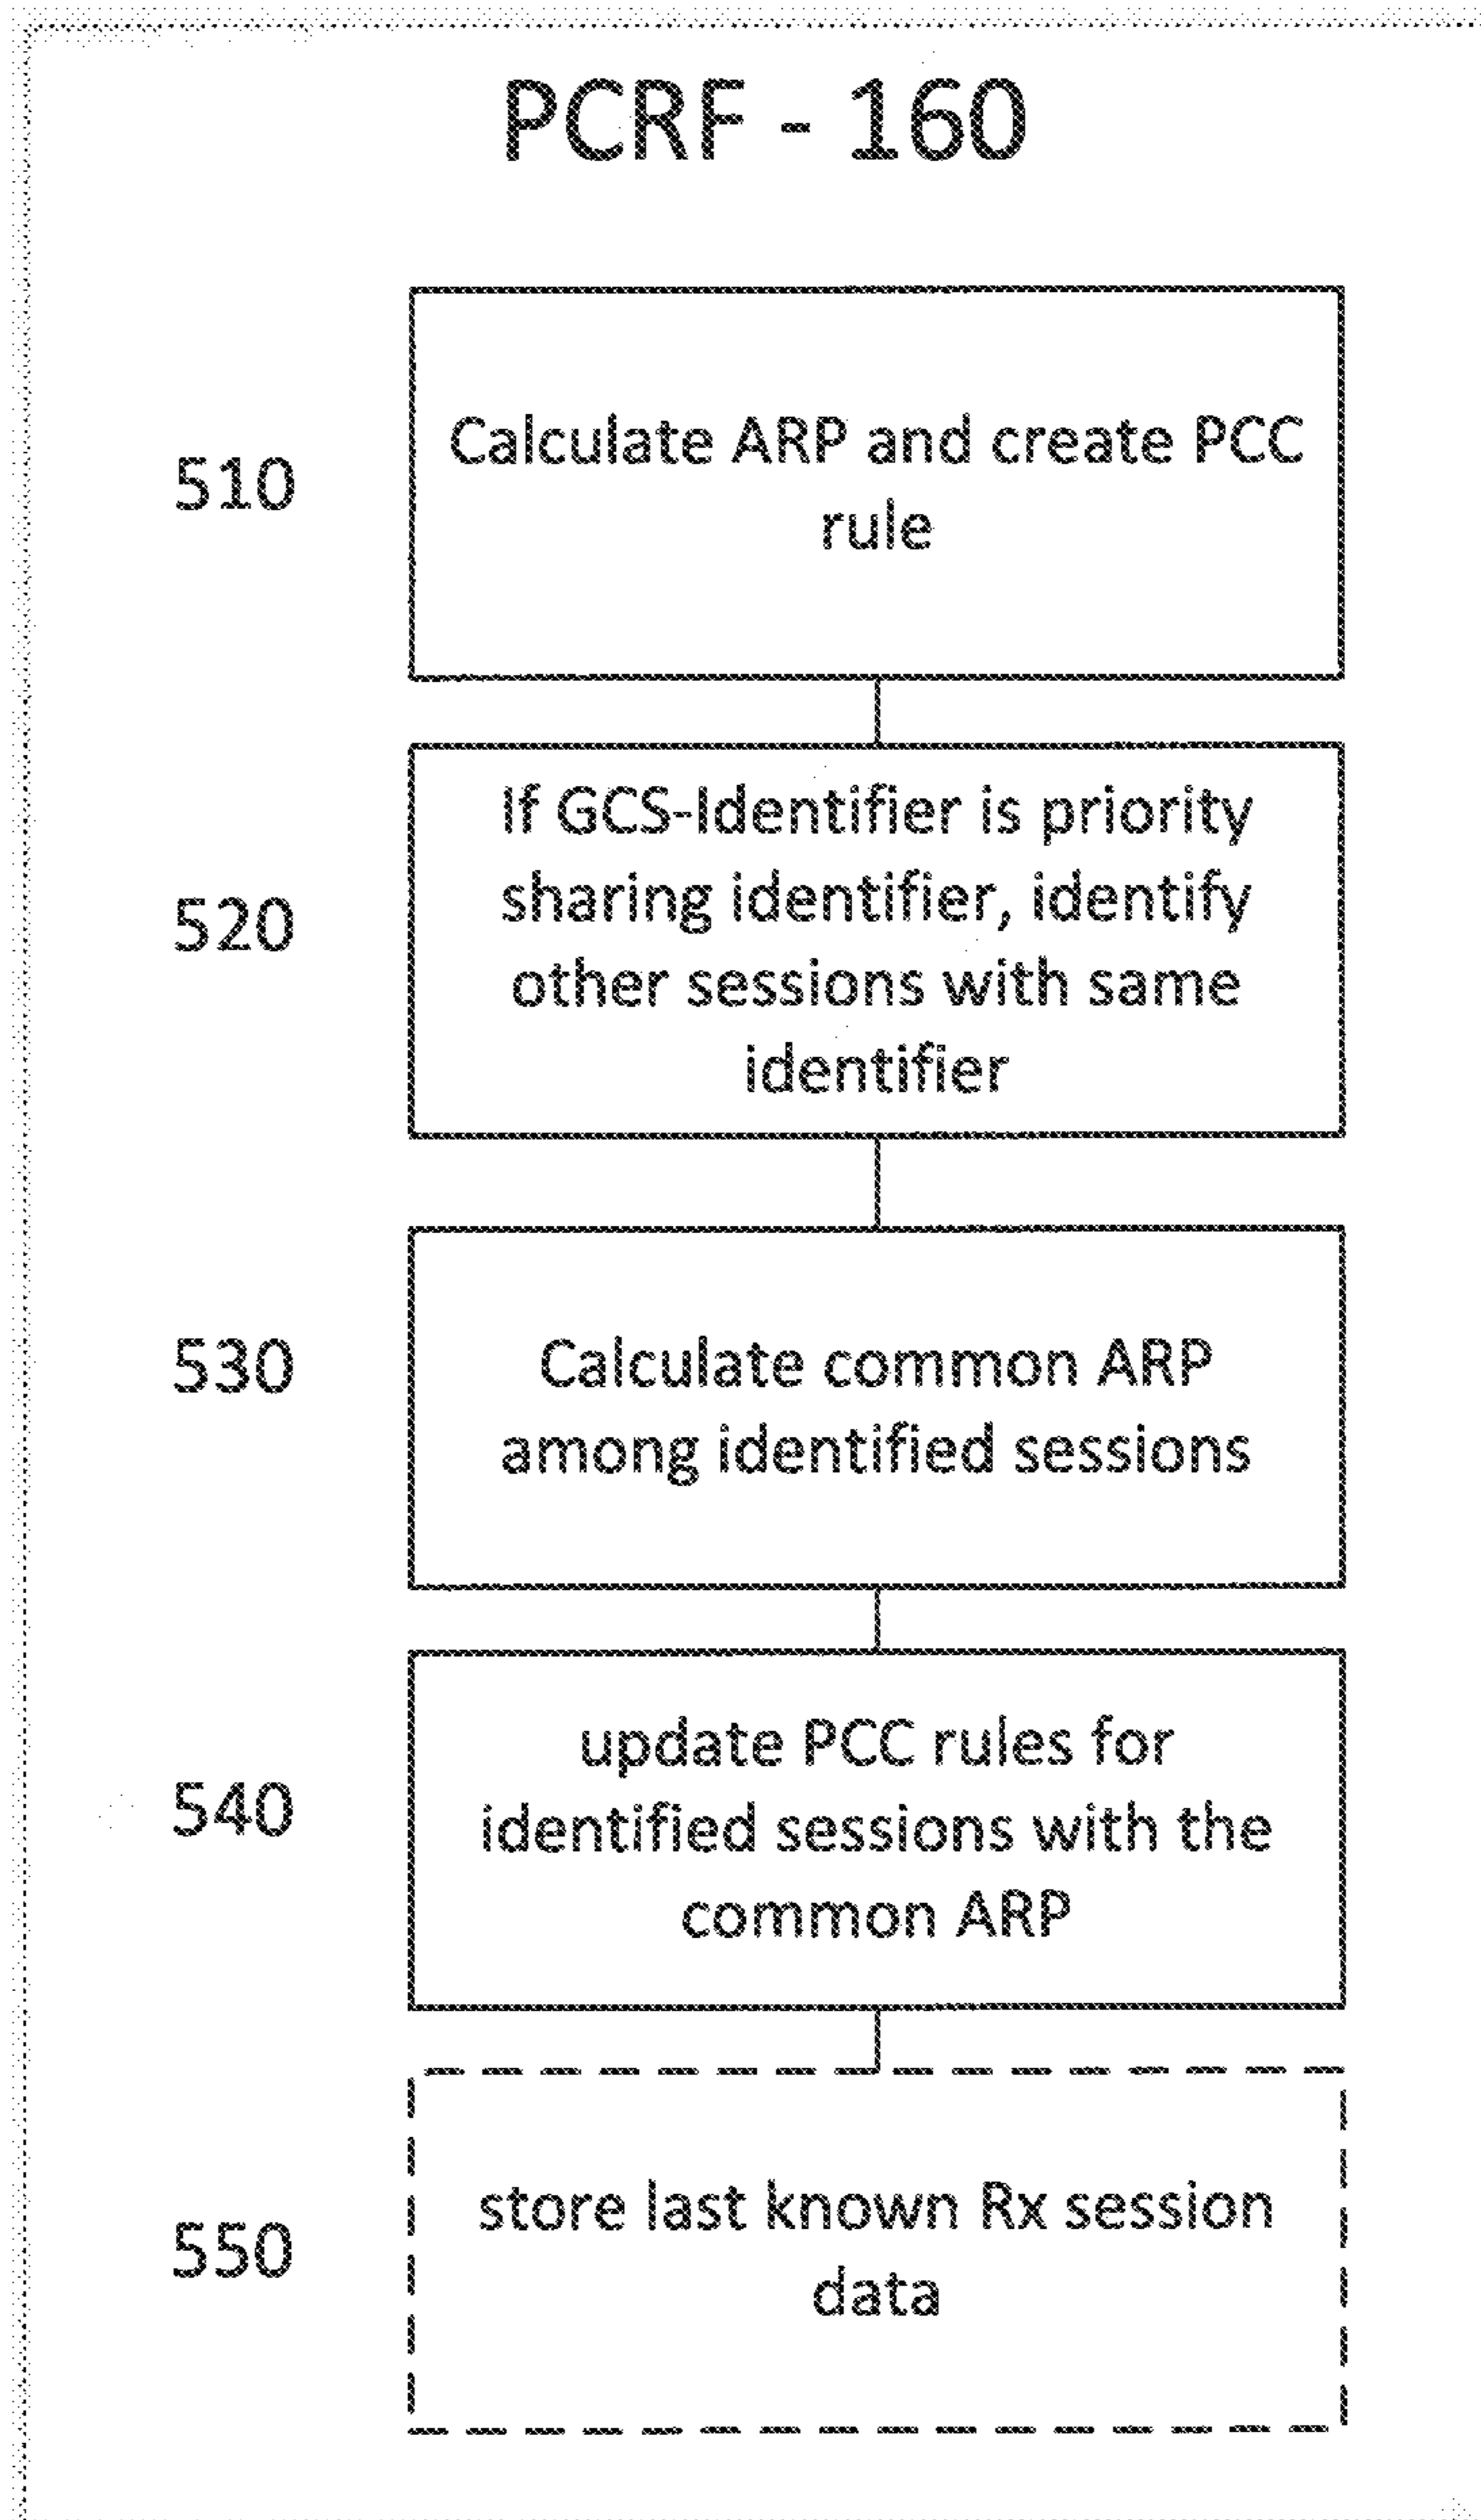 PCRF - 160
510
Calculate ARP and create PCC
rule
520
If GCS-Identifier is priority
sharing identifier, identify
other sessions with same
identifier
530
Calculate common ARP
among identified sessions
540
update PCC rules for
identified sessions with the
common ARP
550
store last known Rx session
data